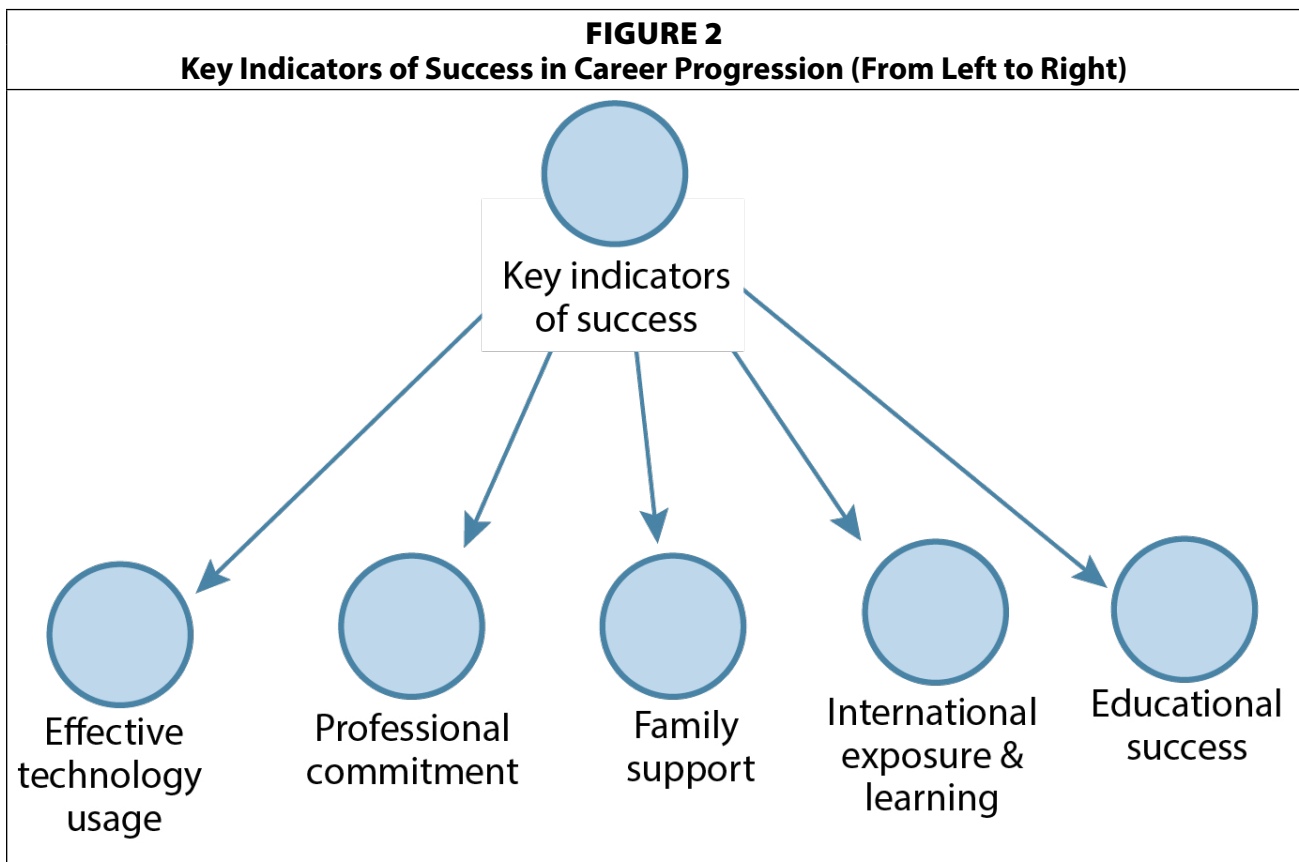 FIGURE 2
Key Indicators of Success in Career Progression (From Left to Right)
Key indicators
of success
Effective
technology
usage
Professional
commitment
Family
support
International
exposure &
learning
Educational
success